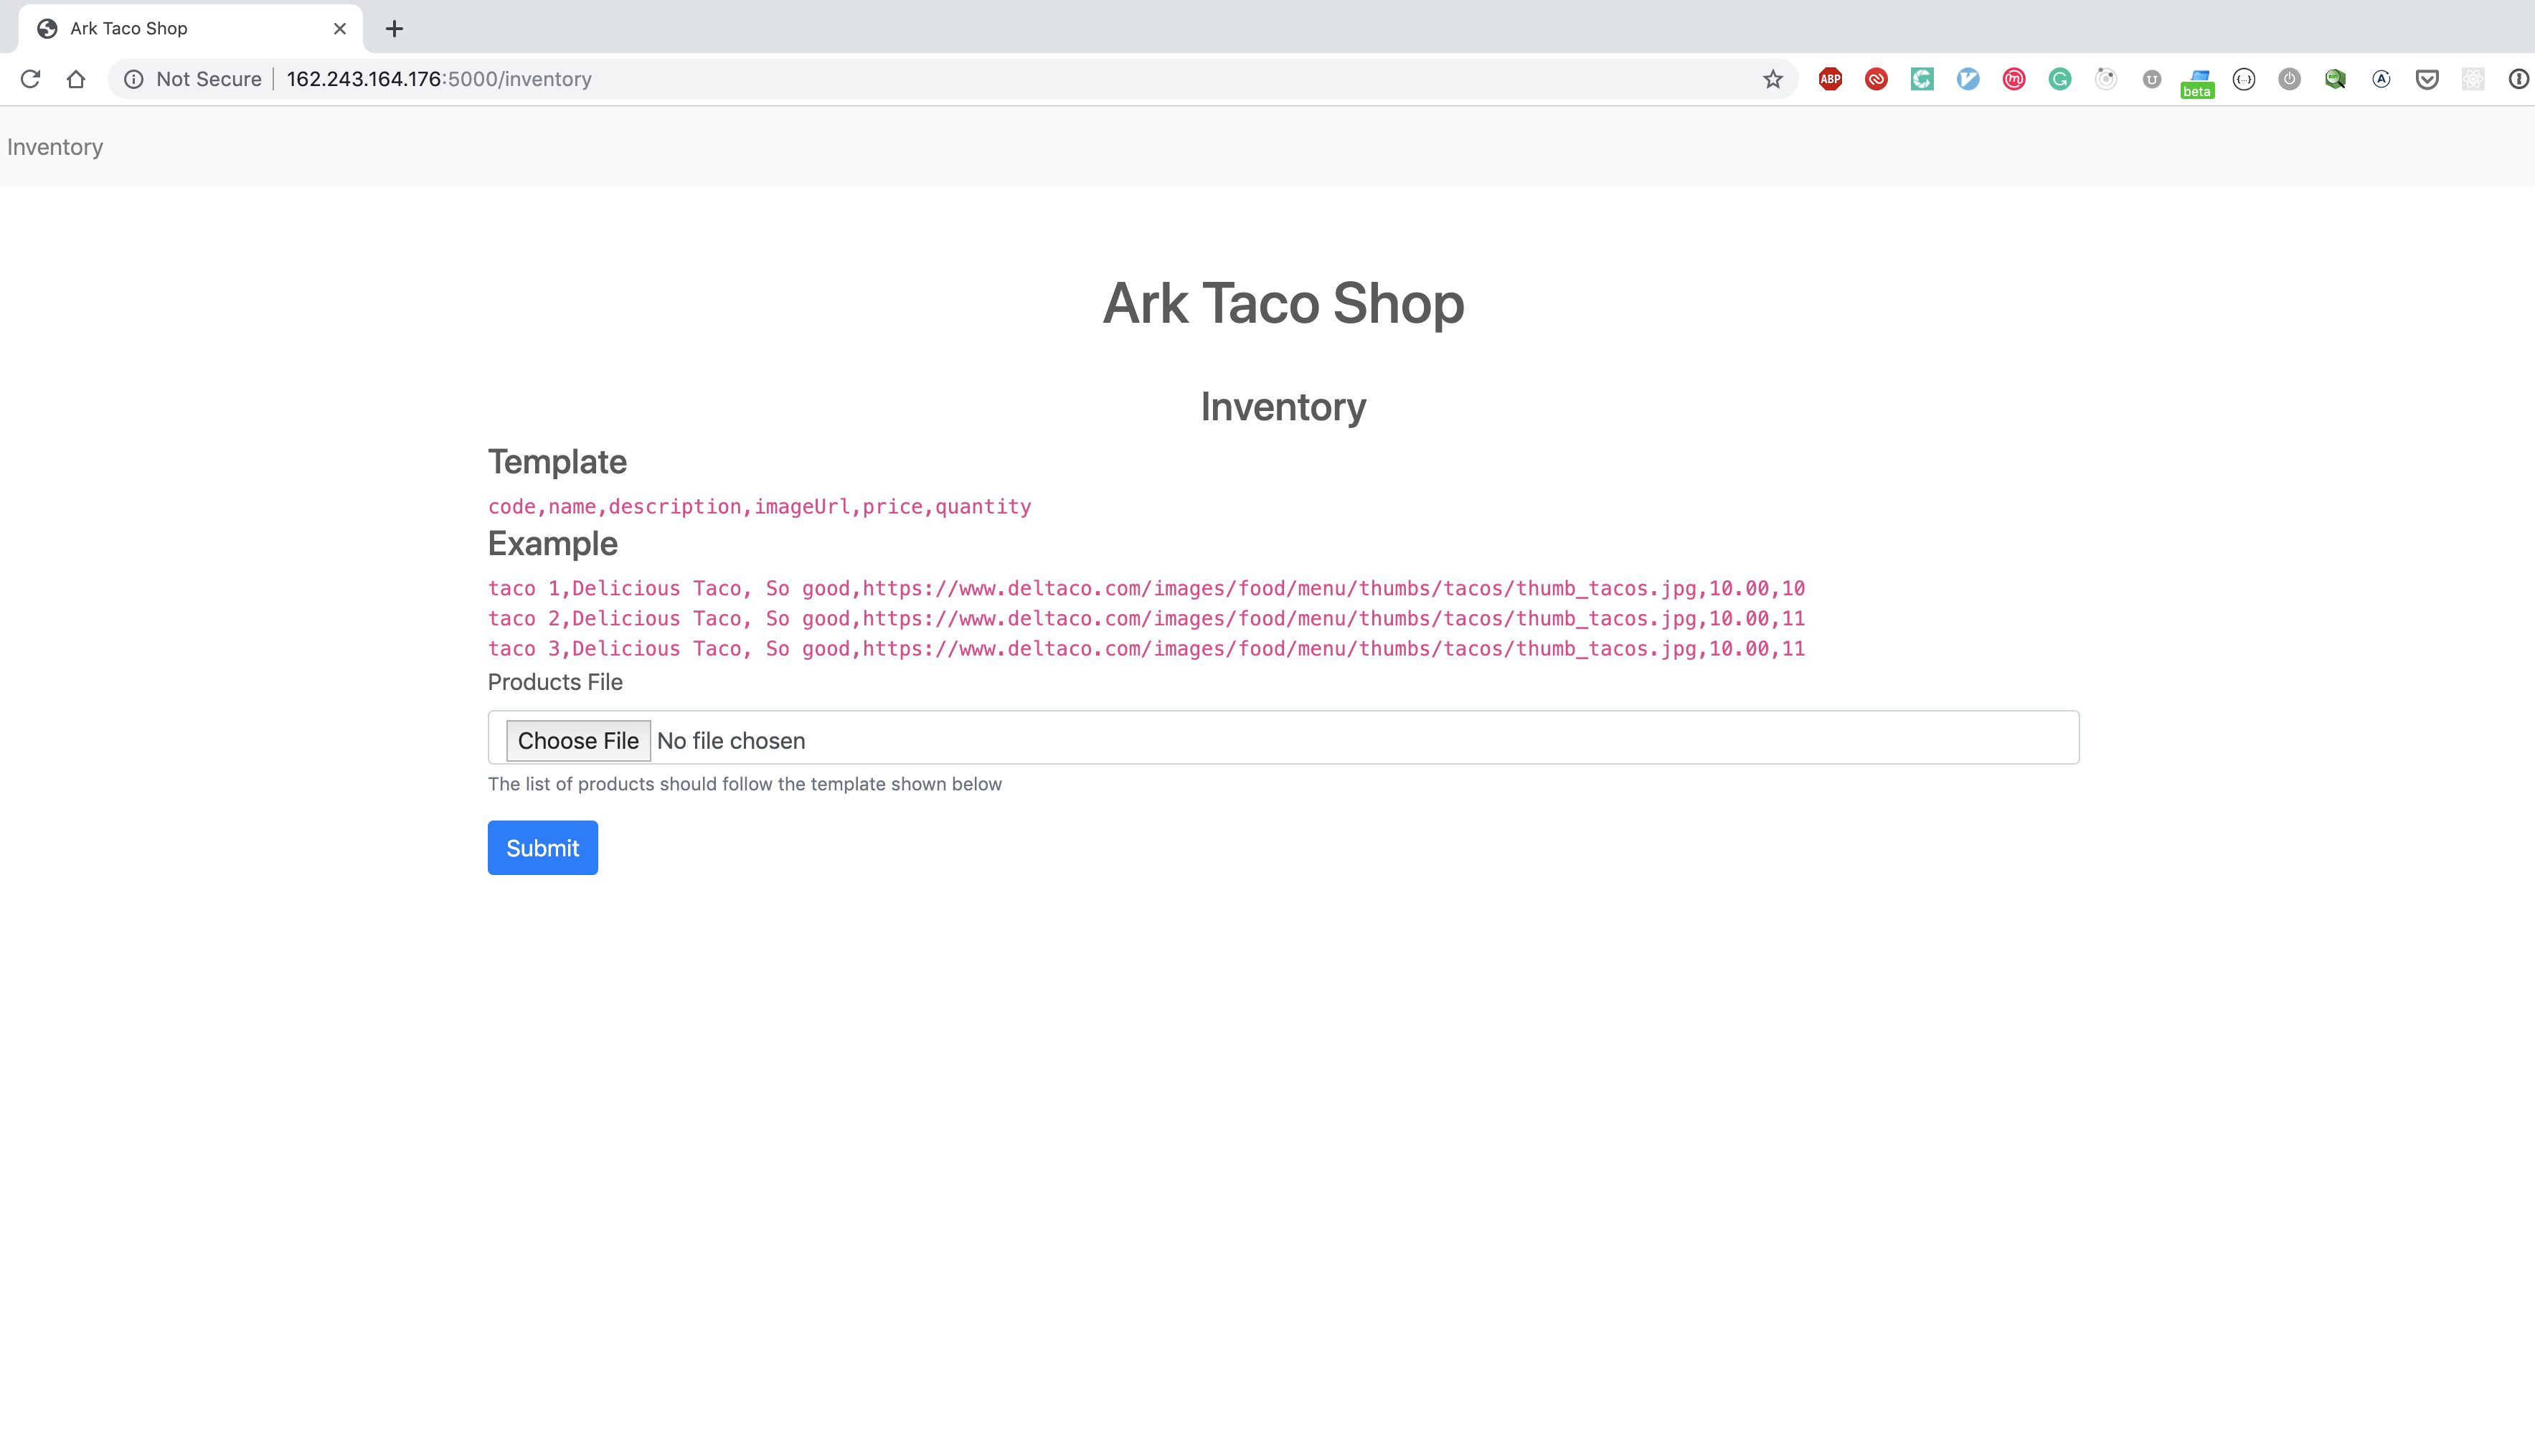 Ark Taco Shop
Not Secure 162.243.164.176:5000/inventory
ABP
beta
Inventory
Ark Taco Shop
Inventory
Template
code,name,description,imageUrl,price,quantity
Example
taco 1,Delicious Taco, So good,https://www.deltaco.com/images/food/menu/thumbs/tacos/thumb_tacos.jpg,10.00,10
taco 2,Delicious Taco, So good,https://www.deltaco.com/images/food/menu/thumbs/tacos/thumb_tacos.jpg,10.00,11
taco 3,Delicious Taco, So good,https://www.deltaco.com/images/food/menu/thumbs/tacos/thumb_tacos.jpg,10.00,11
Products File
Choose File No file chosen
The list of products should follow the template shown below
Submit